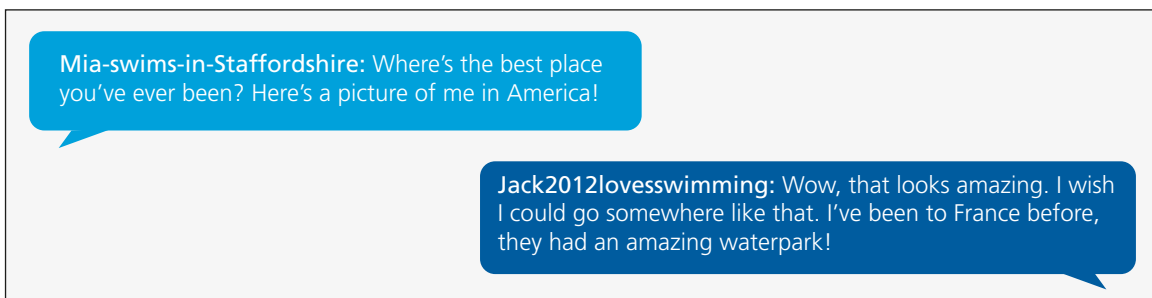 Mia-swims-in-Staffordshire: Where’s the best place
you’ve ever been? Here’s a picture of me in America!
Jack2012lovesswimming: Wow, that looks amazing. I wish
I could go somewhere like that. I’ve been to France before,
they had an amazing waterpark!